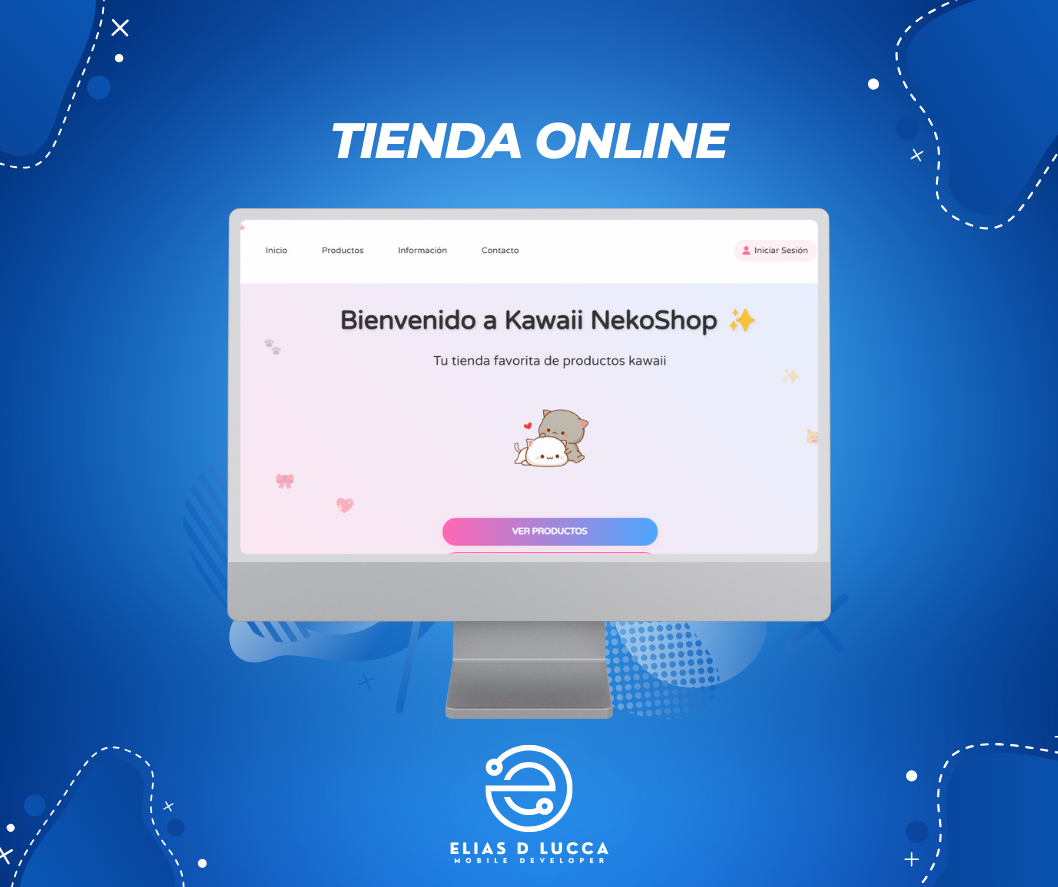 TIENDA ONLINE
Inicio Productos Información Contacto Iniciar Sesión
Bienvenido a Kawaii NekoShop ✨
Tu tienda favorita de productos kawaii
VER PRODUCTOS
ELIAS D LUCCA
MOBILE DEVELOPER